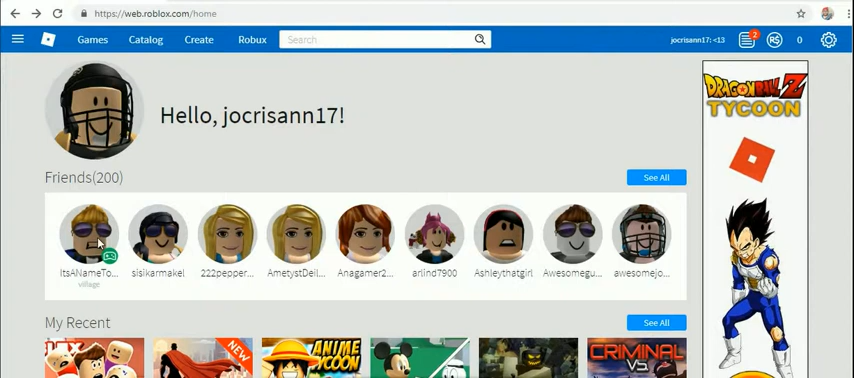 https://web.roblox.com/home
Games Catalog Create Robux Search jocrisann17: <13 2 R$ 0
Hello, jocrisann17!
DRAGON BALL Z
TYCOON
Friends(200) See All
ItsANameTo... sisikarmakel 222pepper... AmetystDeil... Anagamer2... arlind7900 Ashleythatgirl Awesomegu... awesomejo...
village
My Recent See All
NEW
ANIME
TYCOON
CRIMINAL
VS.